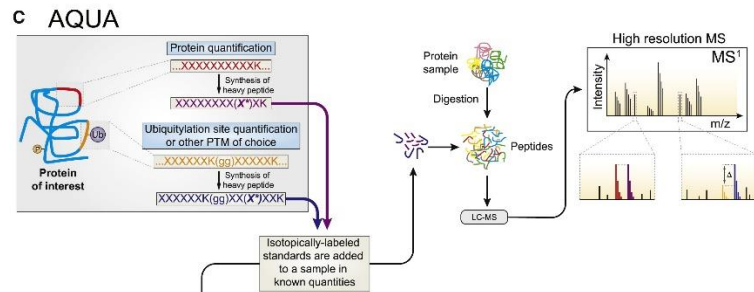 C AQUA
Protein quantification
...XXXXXXXXXXK...
Synthesis of
heavy peptide
XXXXXXXX(X*)XK
Ubiquitylation site quantification
or other PTM of choice
...XXXXXXK(gg)XXXXXK...
Synthesis of
heavy peptide
XXXXXXK(gg)XX(X*)XXK
P
Ub
Protein
of interest
Isotopically-labeled
standards are added
to a sample in
known quantities
Protein
sample
Digestion
Peptides
LC-MS
High resolution MS
MS¹
Intensity
m/z
Δ